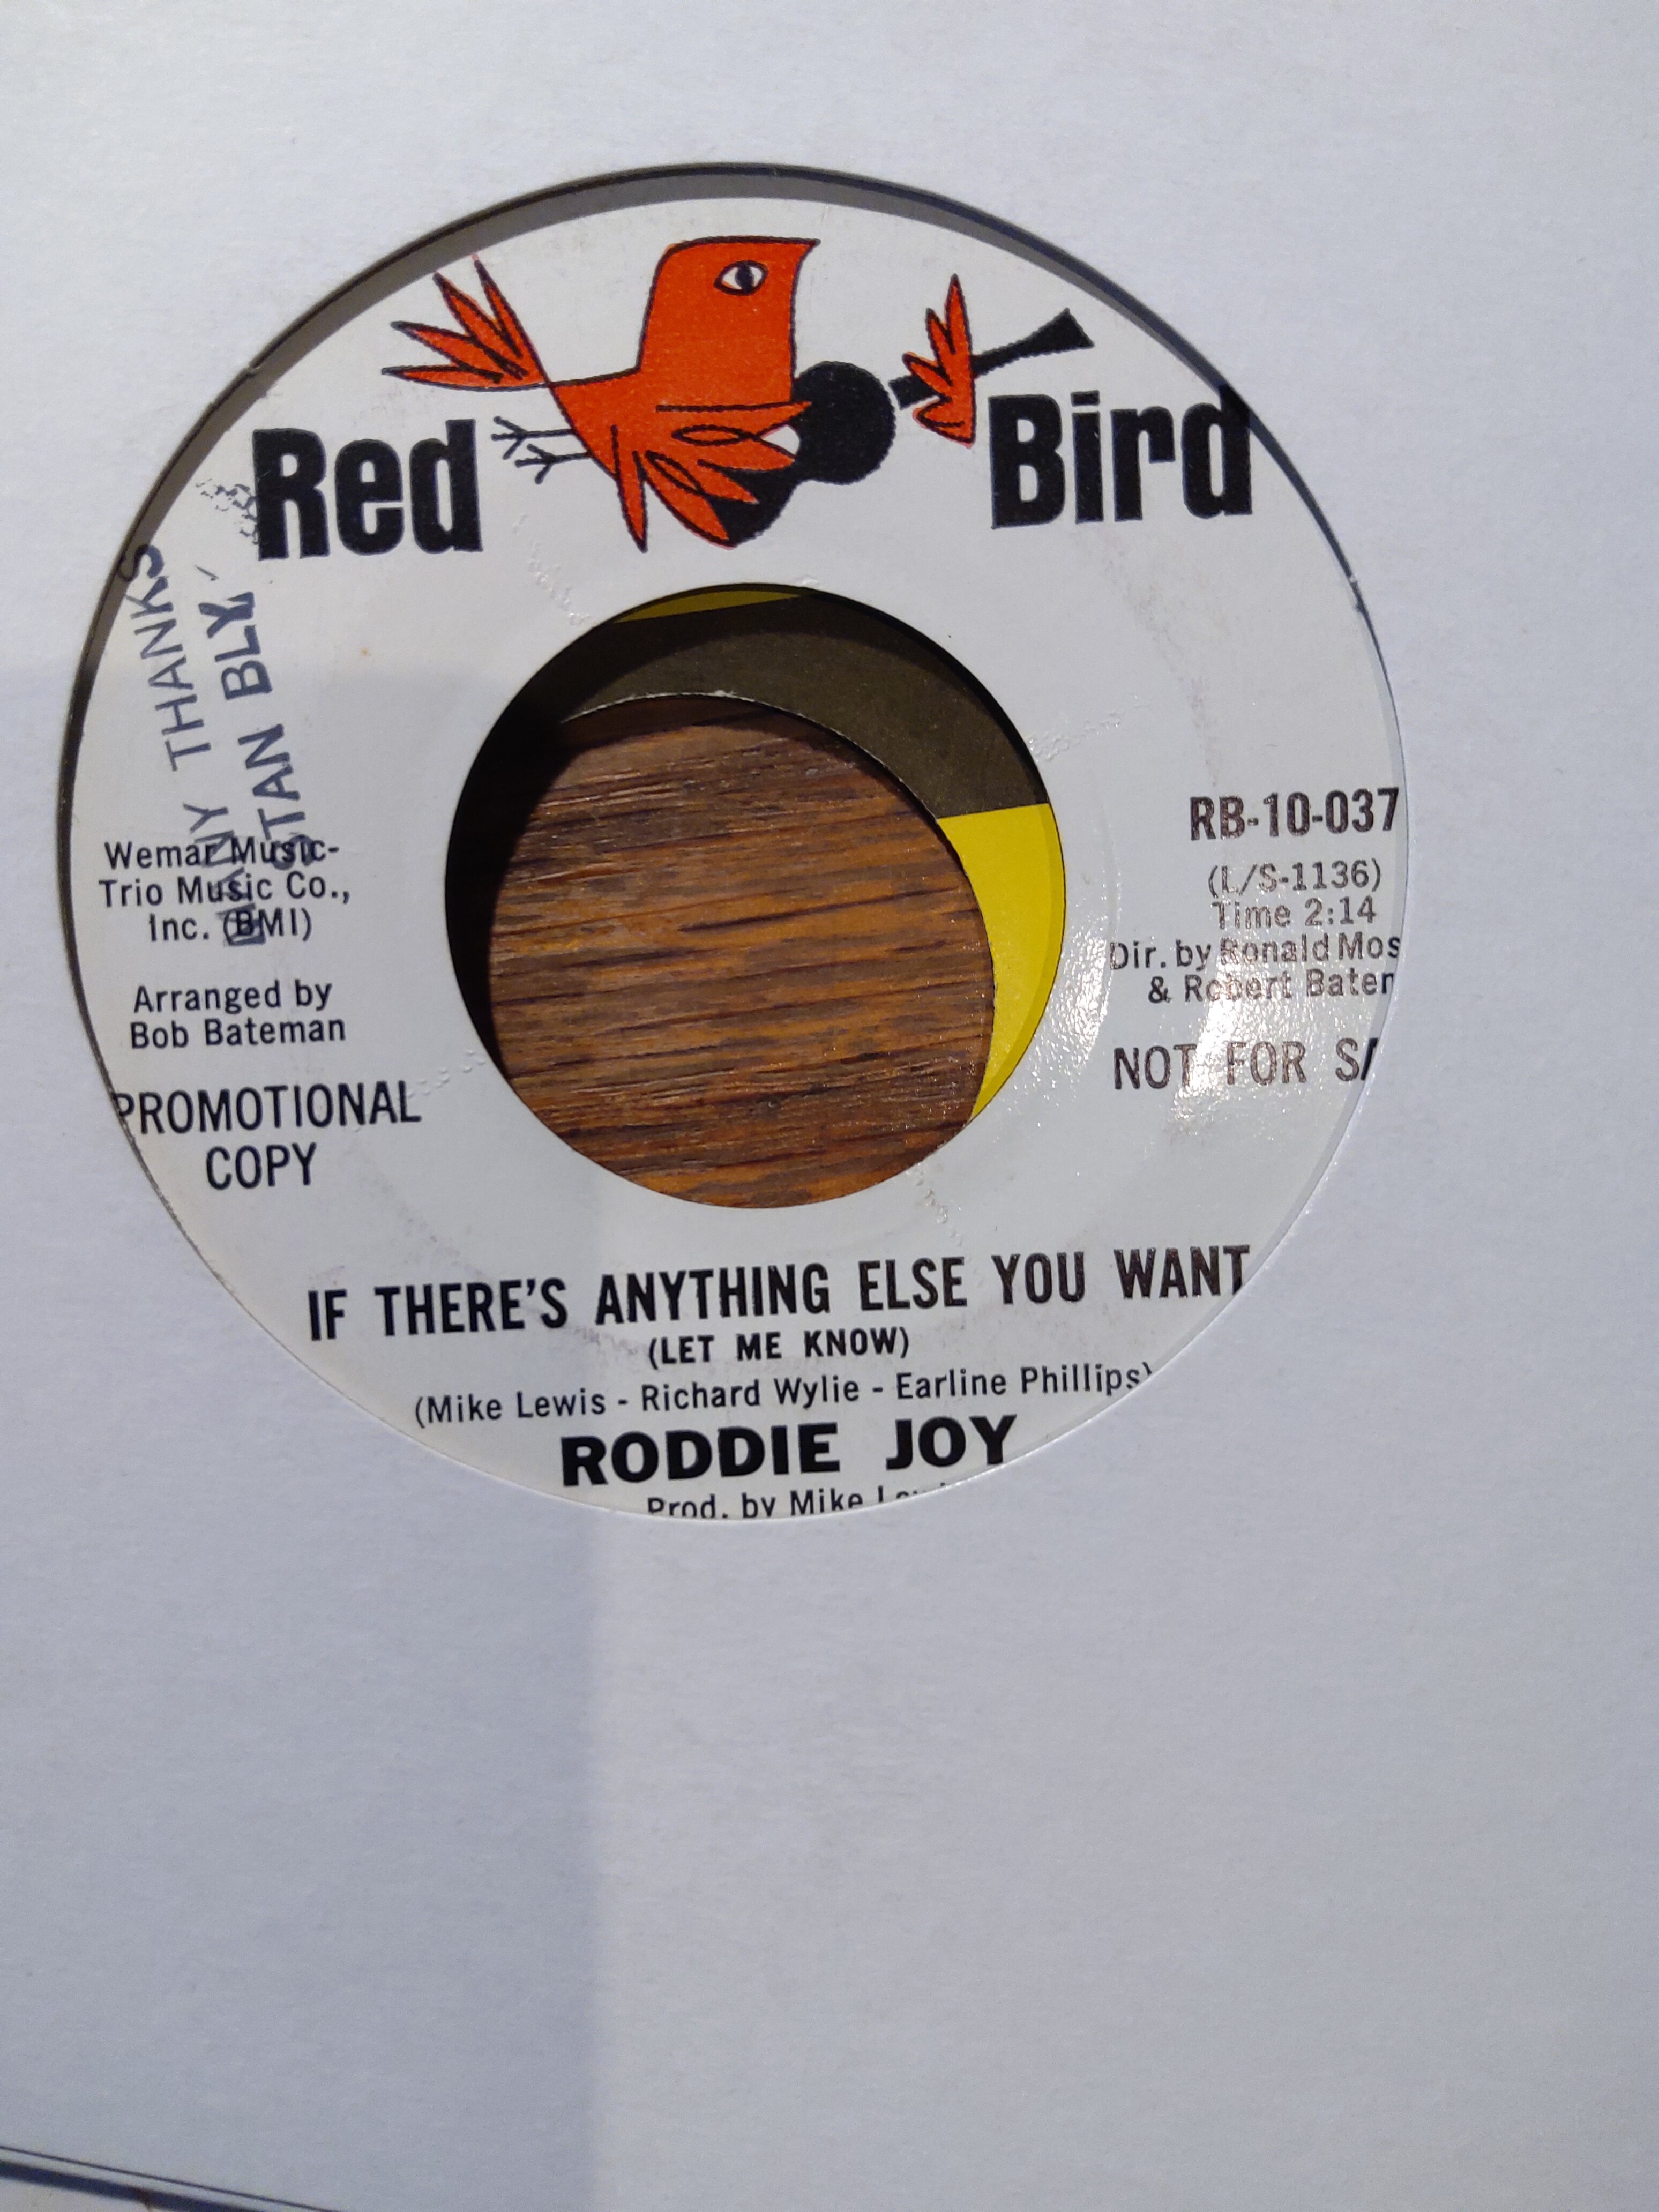 Red Bird
MANY THANKS
STAN BLY
Wemar Music-
Trio Music Co.,
Inc. (BMI)
Arranged by
Bob Bateman
PROMOTIONAL
COPY
RB-10-037
(L/S-1136)
Time 2:14
Dir. by Ronald Mos
& Robert Bate
NOT FOR SA
IF THERE'S ANYTHING ELSE YOU WANT
(LET ME KNOW)
(Mike Lewis - Richard Wylie - Earline Phillips)
RODDIE JOY
Prod. by Mike